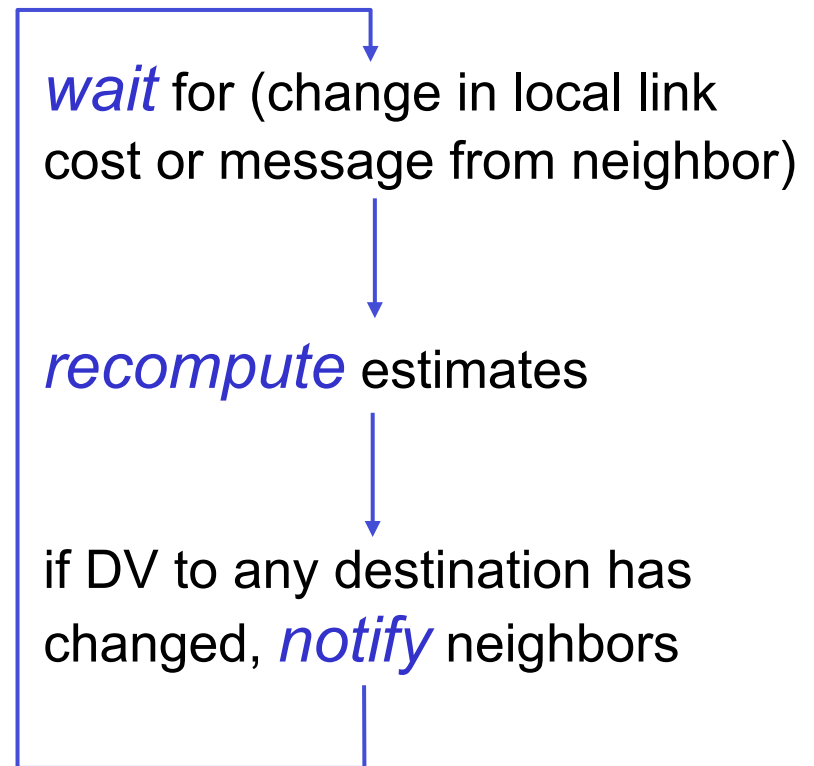 wait for (change in local link
cost or message from neighbor)
recompute estimates
if DV to any destination has
changed, notify neighbors